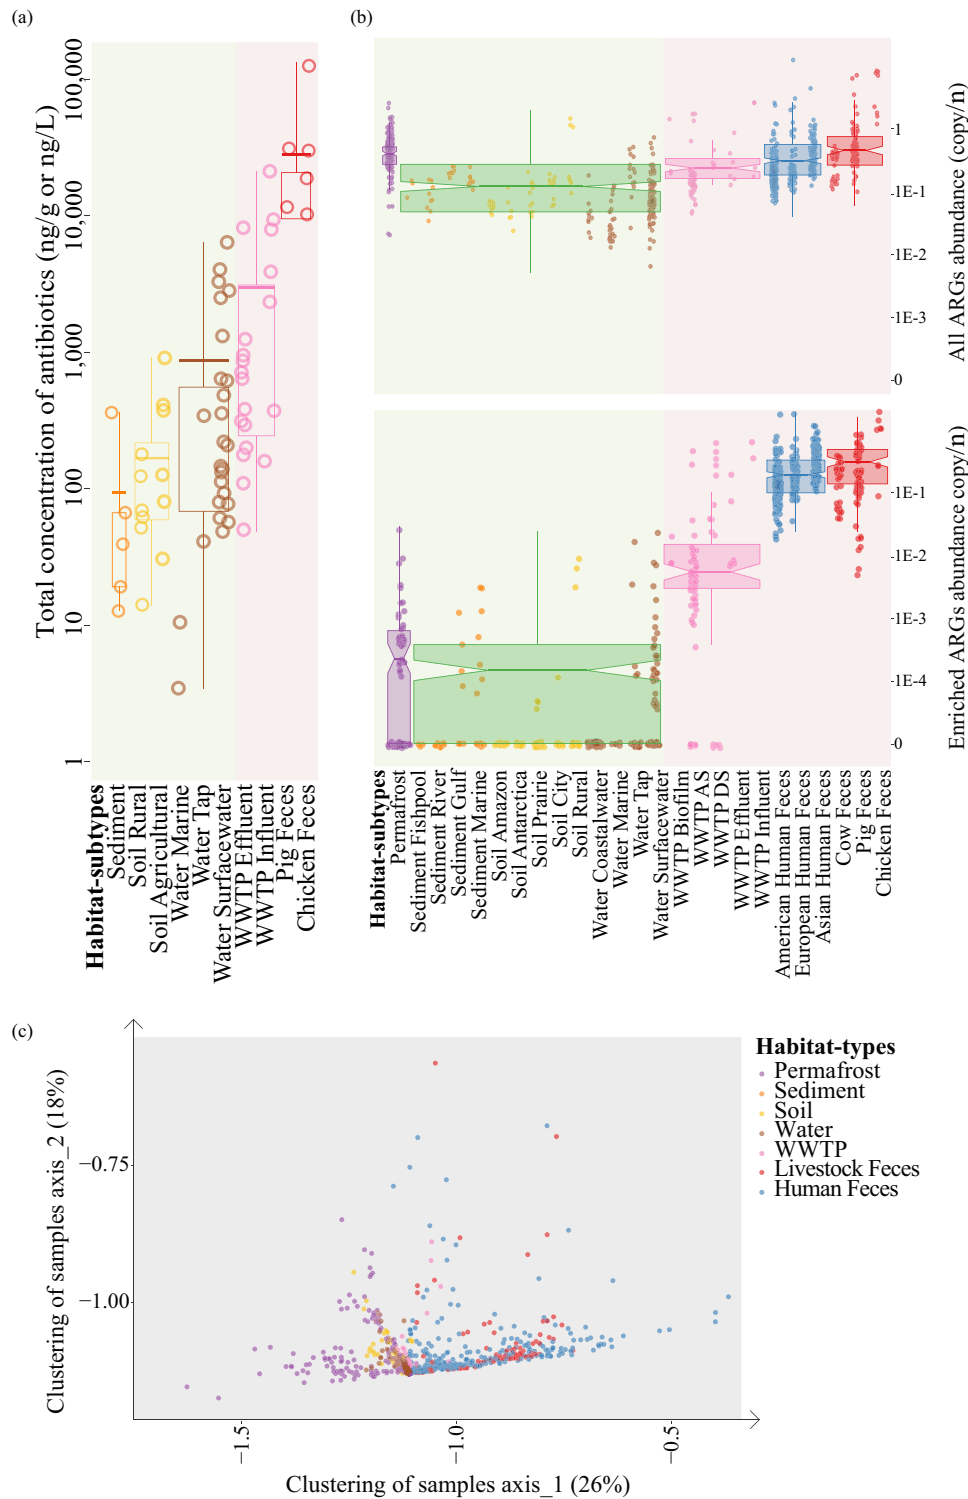 (a)
Total concentration of antibiotics (ng/g or ng/L)
100,000
10,000
1,000
100
10
1
Habitat-subtypes
Sediment
Soil Rural
Soil Agricultural
Water Marine
Water Tap
Water Surfacewater
WWTP Effluent
WWTP Influent
Pig Feces
Chicken Feces
(b)
All ARGs abundance (copy/n)
1
1E-1
1E-2
1E-3
0
Enriched ARGs abundance copy/n)
1E-1
1E-2
1E-3
1E-4
0
Habitat-subtypes
Permafrost
Sediment Fishpool
Sediment River
Sediment Gulf
Sediment Marine
Soil Amazon
Soil Antarctica
Soil Prairie
Soil City
Soil Rural
Water Coastalwater
Water Marine
Water Tap
Water Surfacewater
WWTP Biofilm
WWTP AS
WWTP DS
WWTP Effluent
WWTP Influent
American Human Feces
European Human Feces
Asian Human Feces
Cow Feces
Pig Feces
Chicken Feces
(c)
Clustering of samples axis_2 (18%)
−0.75
−1.00
−1.5
−1.0
−0.5
Clustering of samples axis_1 (26%)
Habitat-types
Permafrost
Sediment
Soil
Water
WWTP
Livestock Feces
Human Feces